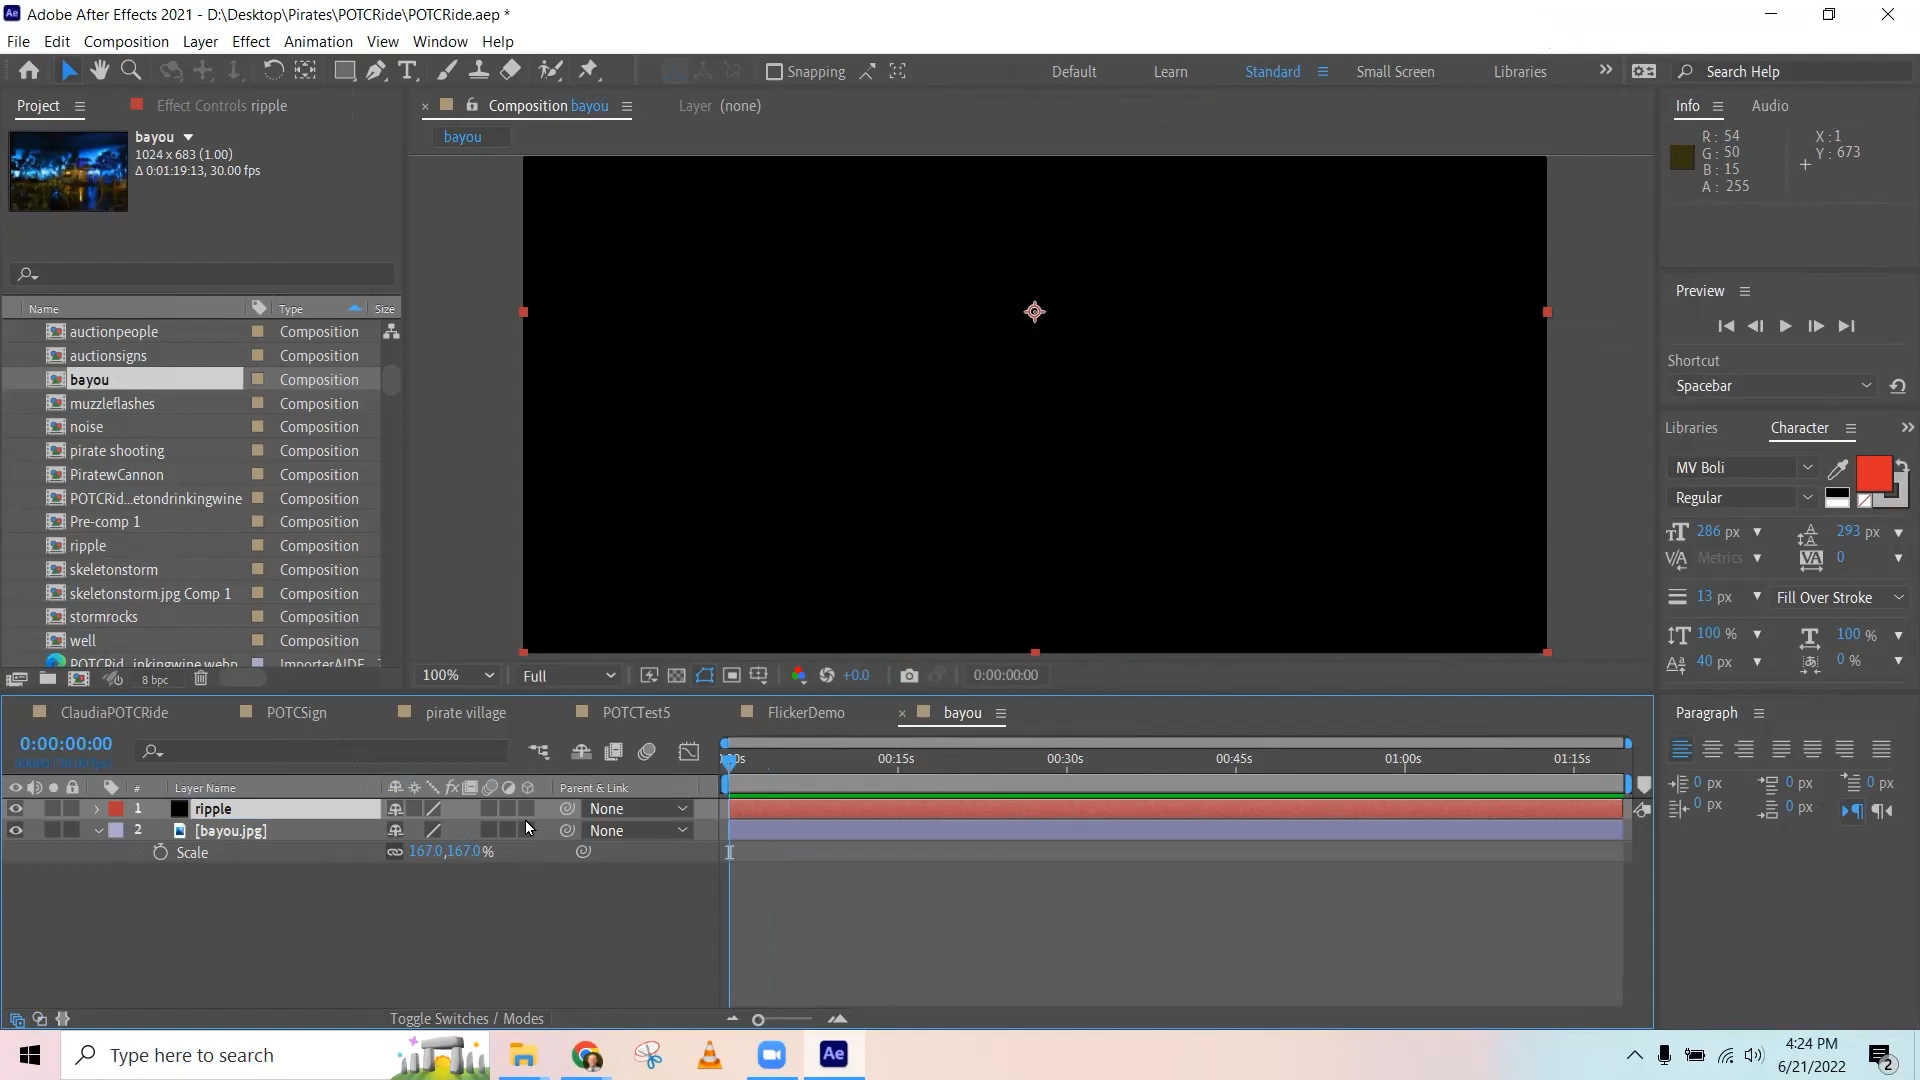 Adobe After Effects 2021 - D:\Desktop\Pirates\POTCRide\POTCRide.aep *
File Edit Composition Layer Effect Animation View Window Help
Snapping
Default Learn Standard Small Screen Libraries
Search Help
Project Effect Controls ripple
bayou
1024 x 683 (1.00)
Δ 0:01:19:13, 30.00 fps
Name Type Size
auctionpeople Composition
auctionsigns Composition
bayou Composition
muzzleflashes Composition
noise Composition
pirate shooting Composition
PiratewCannon Composition
POTCRid...etondrinkingwine Composition
Pre-comp 1 Composition
ripple Composition
skeletonstorm Composition
skeletonstorm.jpg Comp 1 Composition
stormrocks Composition
well Composition
POTCRid...inkingwine.webp ImporterAIDE
8 bpc
Composition bayou
Layer (none)
bayou
100% Full +0.0 0:00:00:00
Info Audio
R: 54 X: 1
G: 50 Y: 673
B: 15
A: 255
Preview
Shortcut
Spacebar
Libraries Character
MV Boli
Regular
286 px 293 px
Metrics 0
13 px Fill Over Stroke
100 % 100 %
40 px 0 %
Paragraph
0 px 0 px 0 px
0 px 0 px
ClaudiaPOTCRide POTCSign pirate village POTCTest5 FlickerDemo bayou
0:00:00:00
00:15s 00:30s 00:45s 01:00s 01:15s
# Layer Name Parent & Link
1 ripple None
2 [bayou.jpg] None
Scale 167.0,167.0%
Toggle Switches / Modes
Type here to search
Ae
4:24 PM
6/21/2022
2